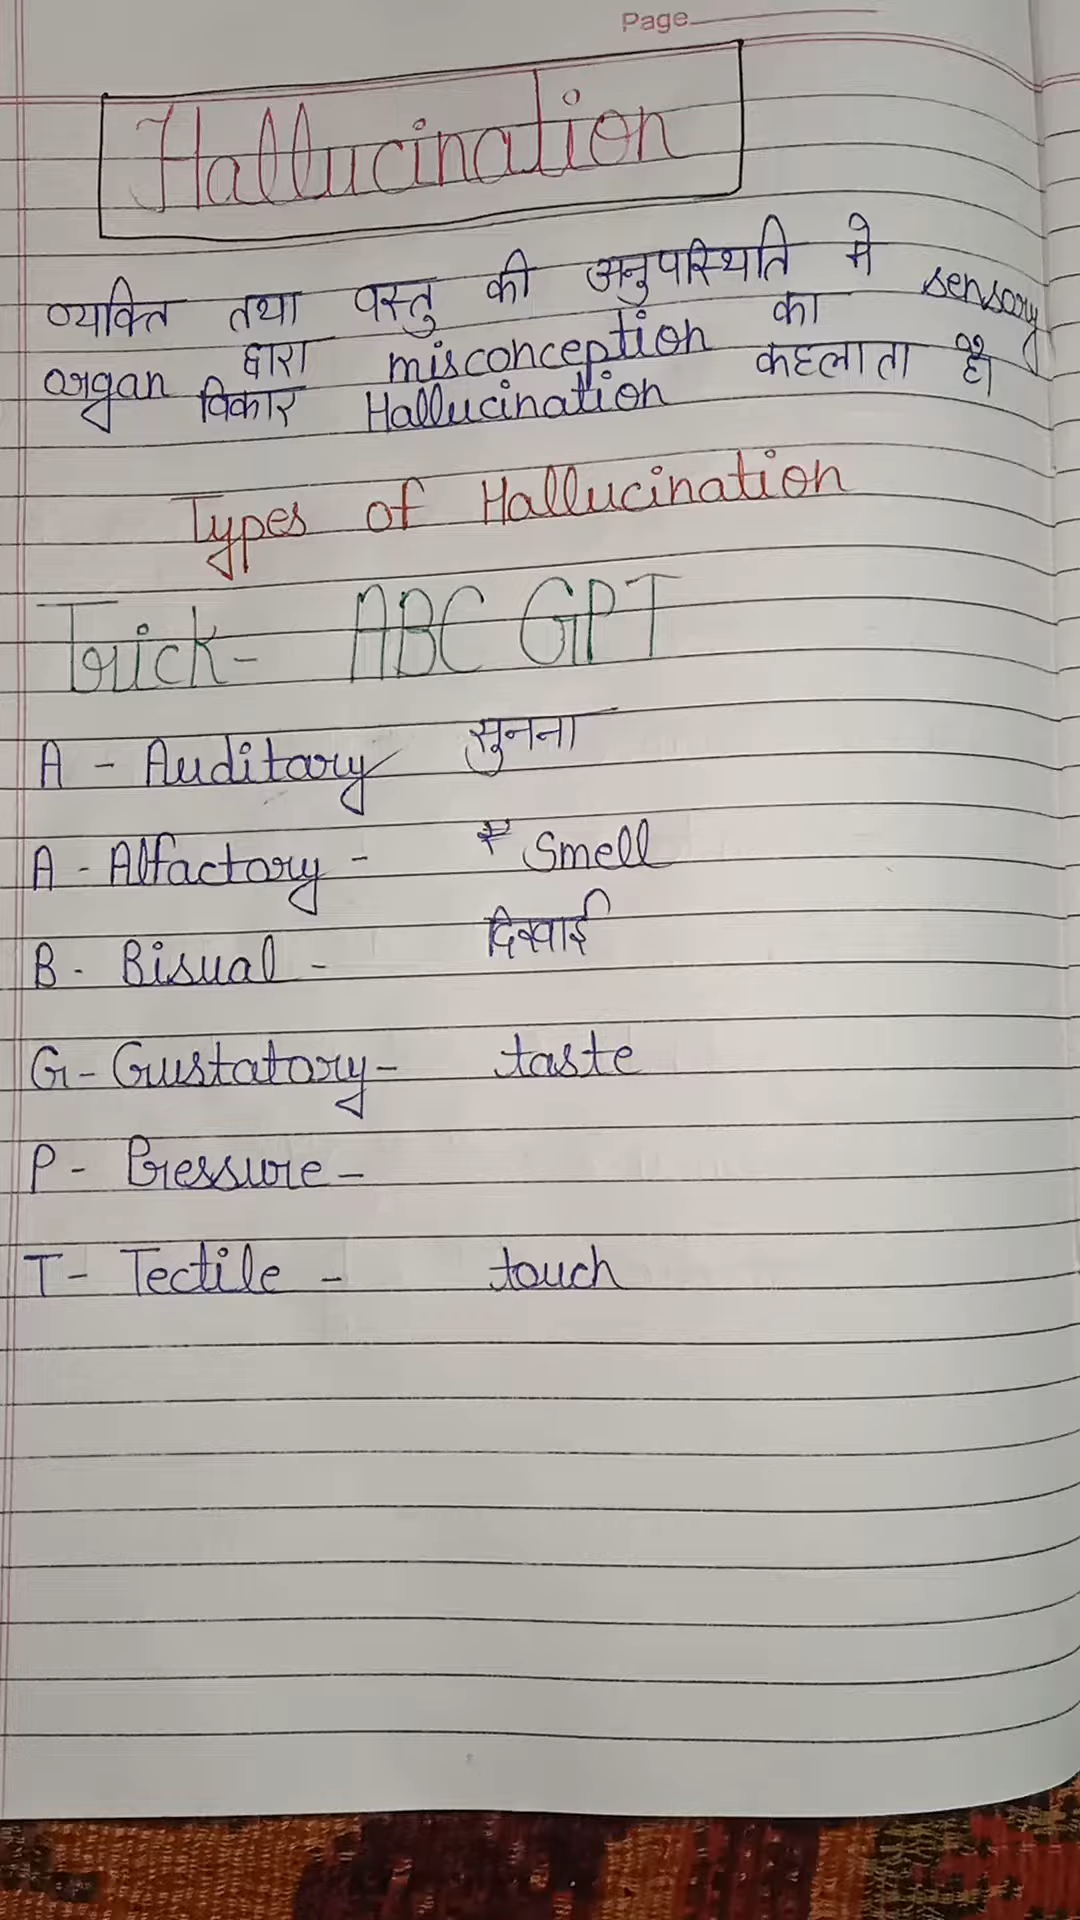 Page
Hallucination
व्यक्ति तथा वस्तु की अनुपस्थिति मे sensory
organ द्वारा misconception का
विकार Hallucination कहलाता है।
Types of Hallucination
Trick - ABC GPT
A - Auditory सुनना
A - Alfactory - Smell
B - Bisual - दिखाई
G - Gustatory - taste
P - Pressure -
T - Tectile - touch